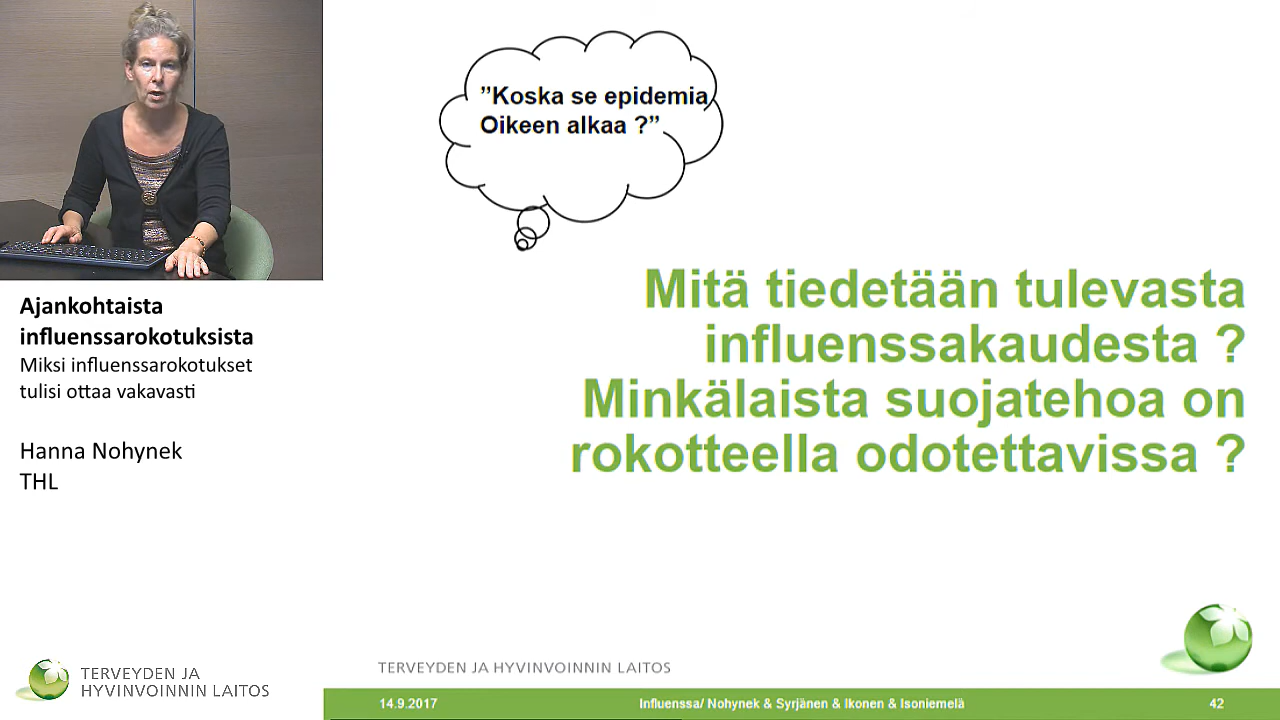 ”Koska se epidemia
Oikeen alkaa ?”
Mitä tiedetään tulevasta
influenssakaudesta ?
Minkälaista suojatehoa on
rokotteella odotettavissa ?
Ajankohtaista
influenssarokotuksista
Miksi influenssarokotukset
tulisi ottaa vakavasti
Hanna Nohynek
THL
TERVEYDEN JA
HYVINVOINNIN LAITOS
TERVEYDEN JA HYVINVOINNIN LAITOS
14.9.2017 Influenssa/ Nohynek & Syrjänen & Ikonen & Isoniemelä 42